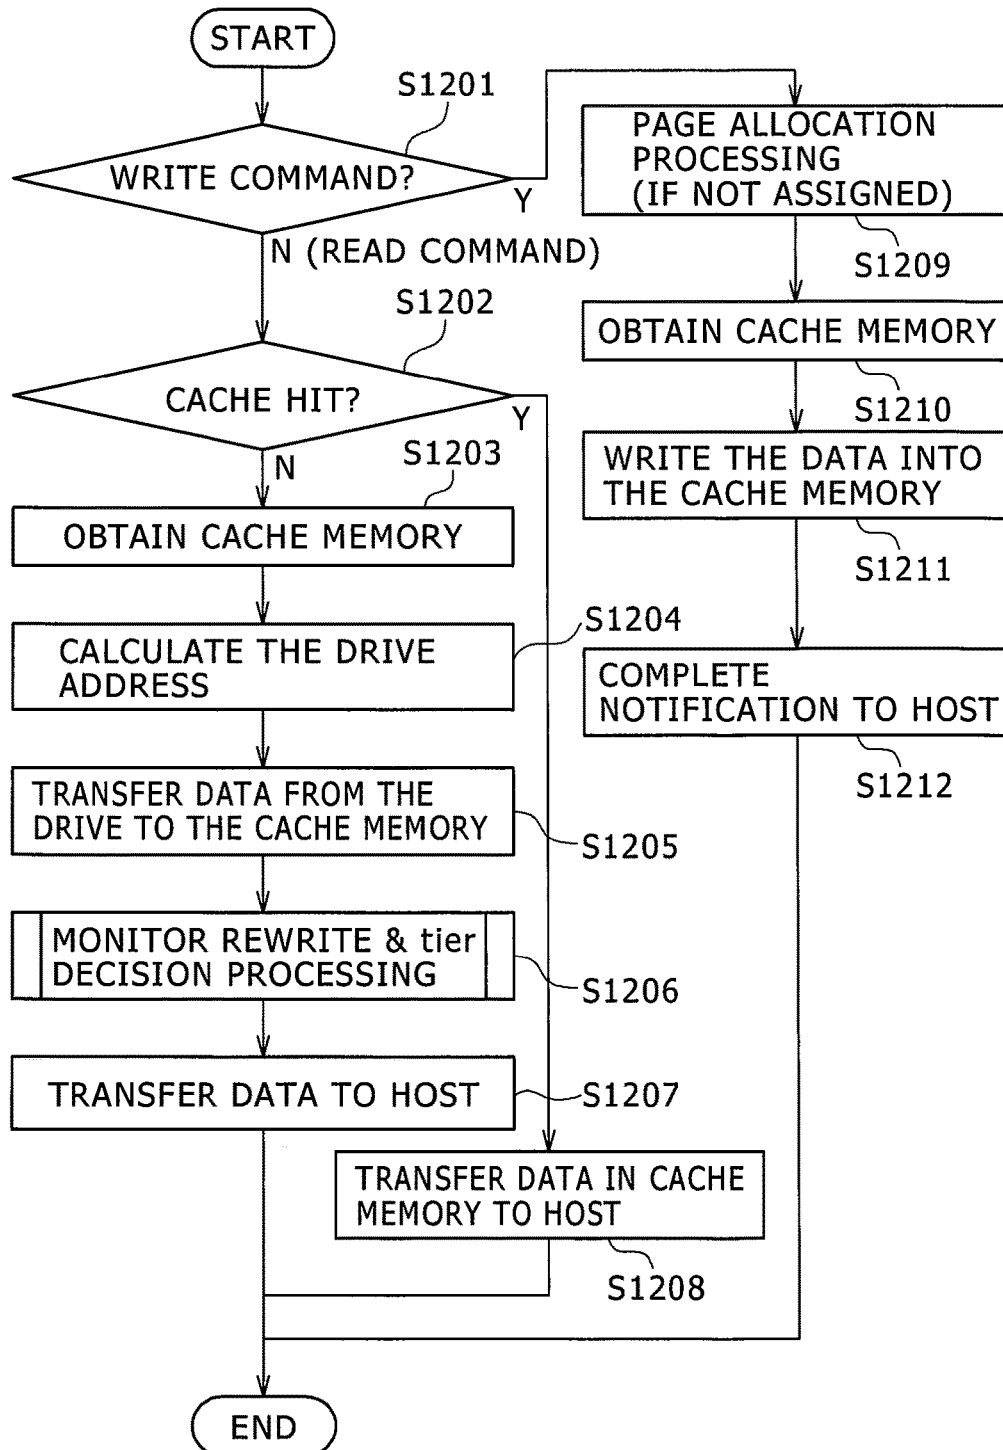 START
S1201
WRITE COMMAND?
Y
N (READ COMMAND)
S1202
CACHE HIT?
Y
N
S1203
OBTAIN CACHE MEMORY
CALCULATE THE DRIVE
ADDRESS
S1204
TRANSFER DATA FROM THE
DRIVE TO THE CACHE MEMORY
S1205
MONITOR REWRITE & tier
DECISION PROCESSING
S1206
TRANSFER DATA TO HOST
S1207
TRANSFER DATA IN CACHE
MEMORY TO HOST
S1208
PAGE ALLOCATION
PROCESSING
(IF NOT ASSIGNED)
S1209
OBTAIN CACHE MEMORY
S1210
WRITE THE DATA INTO
THE CACHE MEMORY
S1211
COMPLETE
NOTIFICATION TO HOST
S1212
END